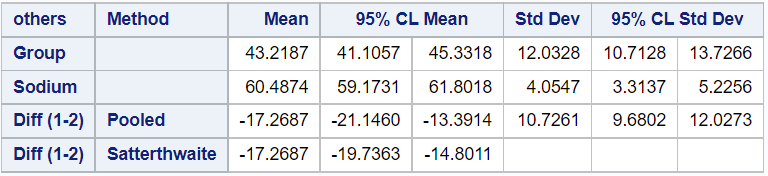 others Method Mean 95% CL Mean Std Dev 95% CL Std Dev
Group 43.2187 41.1057 45.3318 12.0328 10.7128 13.7266
Sodium 60.4874 59.1731 61.8018 4.0547 3.3137 5.2256
Diff (1-2) Pooled -17.2687 -21.1460 -13.3914 10.7261 9.6802 12.0273
Diff (1-2) Satterthwaite -17.2687 -19.7363 -14.8011